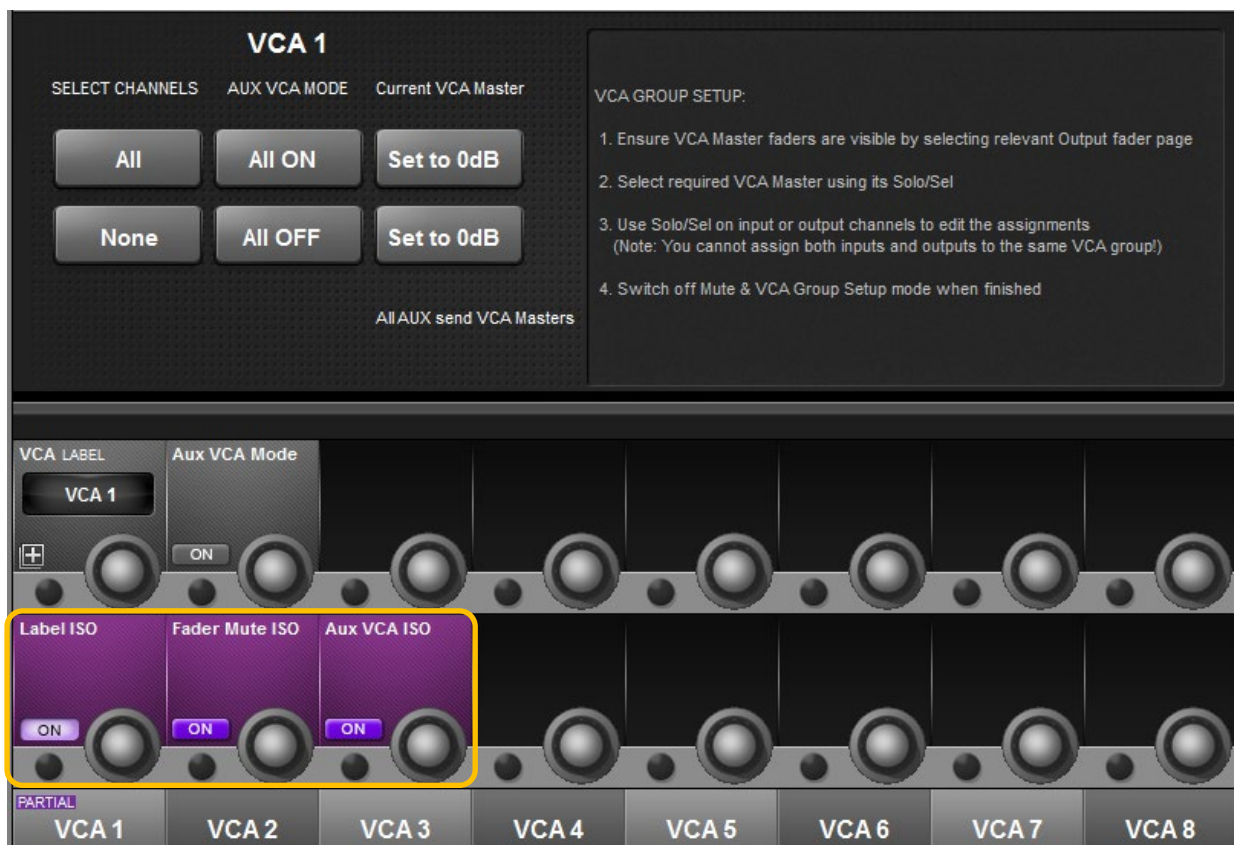 VCA 1
SELECT CHANNELS AUX VCA MODE Current VCA Master
All All ON Set to 0dB
None All OFF Set to 0dB
All AUX send VCA Masters
VCA GROUP SETUP:
1. Ensure VCA Master faders are visible by selecting relevant Output fader page
2. Select required VCA Master using its Solo/Sel
3. Use Solo/Sel on input or output channels to edit the assignments
(Note: You cannot assign both inputs and outputs to the same VCA group!)
4. Switch off Mute & VCA Group Setup mode when finished
VCA LABEL Aux VCA Mode
VCA 1
ON
Label ISO Fader Mute ISO Aux VCA ISO
ON ON ON
PARTIAL
VCA 1 VCA 2 VCA 3 VCA 4 VCA 5 VCA 6 VCA 7 VCA 8